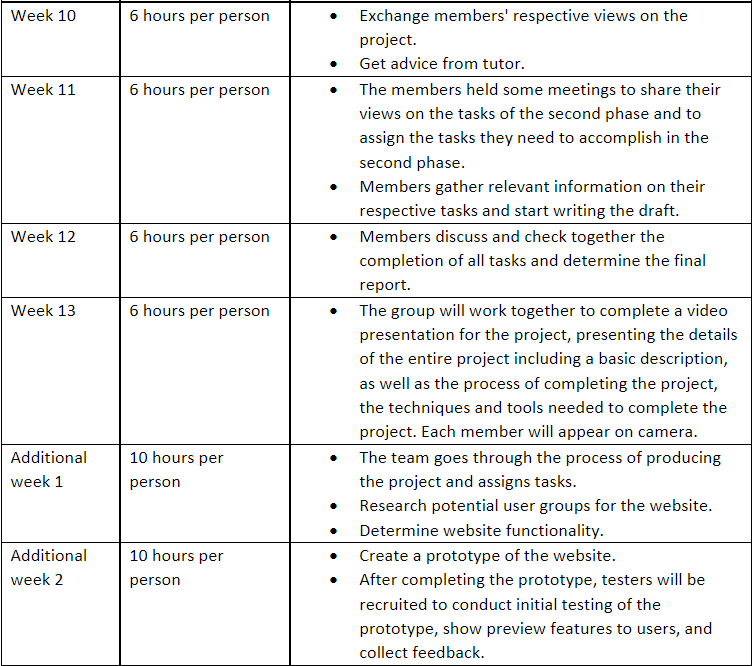 Week 10
6 hours per person
• Exchange members' respective views on the
project.
• Get advice from tutor.
Week 11
6 hours per person
• The members held some meetings to share their
views on the tasks of the second phase and to
assign the tasks they need to accomplish in the
second phase.
• Members gather relevant information on their
respective tasks and start writing the draft.
Week 12
6 hours per person
• Members discuss and check together the
completion of all tasks and determine the final
report.
Week 13
6 hours per person
• The group will work together to complete a video
presentation for the project, presenting the details
of the entire project including a basic description,
as well as the process of completing the project,
the techniques and tools needed to complete the
project. Each member will appear on camera.
Additional
week 1
10 hours per
person
• The team goes through the process of producing
the project and assigns tasks.
• Research potential user groups for the website.
• Determine website functionality.
Additional
week 2
10 hours per
person
• Create a prototype of the website.
• After completing the prototype, testers will be
recruited to conduct initial testing of the
prototype, show preview features to users, and
collect feedback.